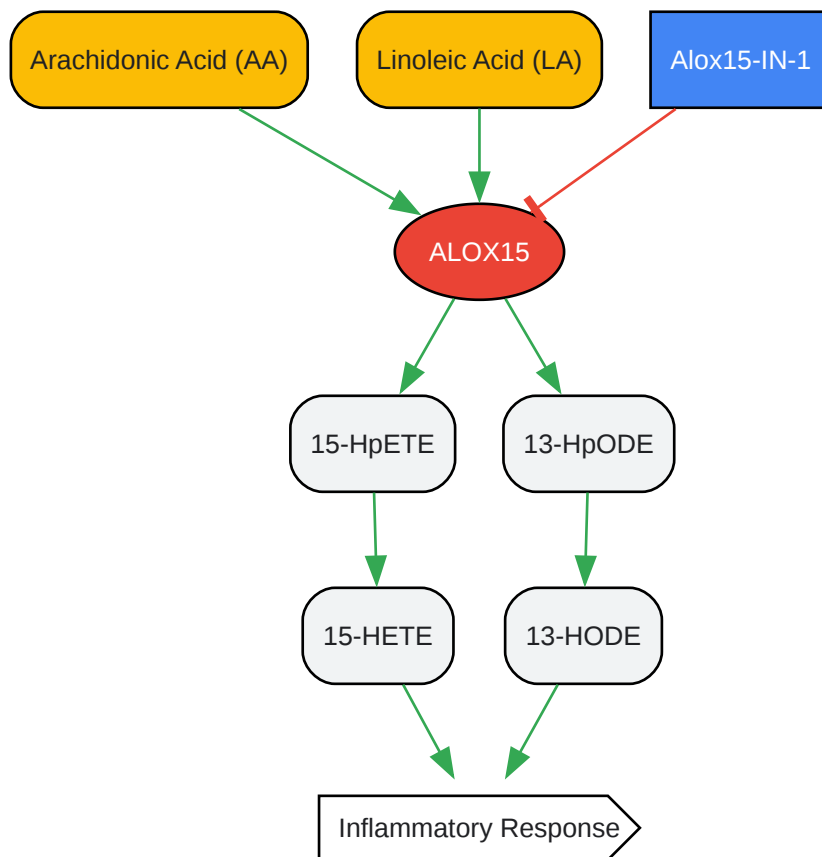 Arachidonic Acid (AA)
Linoleic Acid (LA)
Alox15-IN-1
ALOX15
15-HpETE
13-HpODE
15-HETE
13-HODE
Inflammatory Response